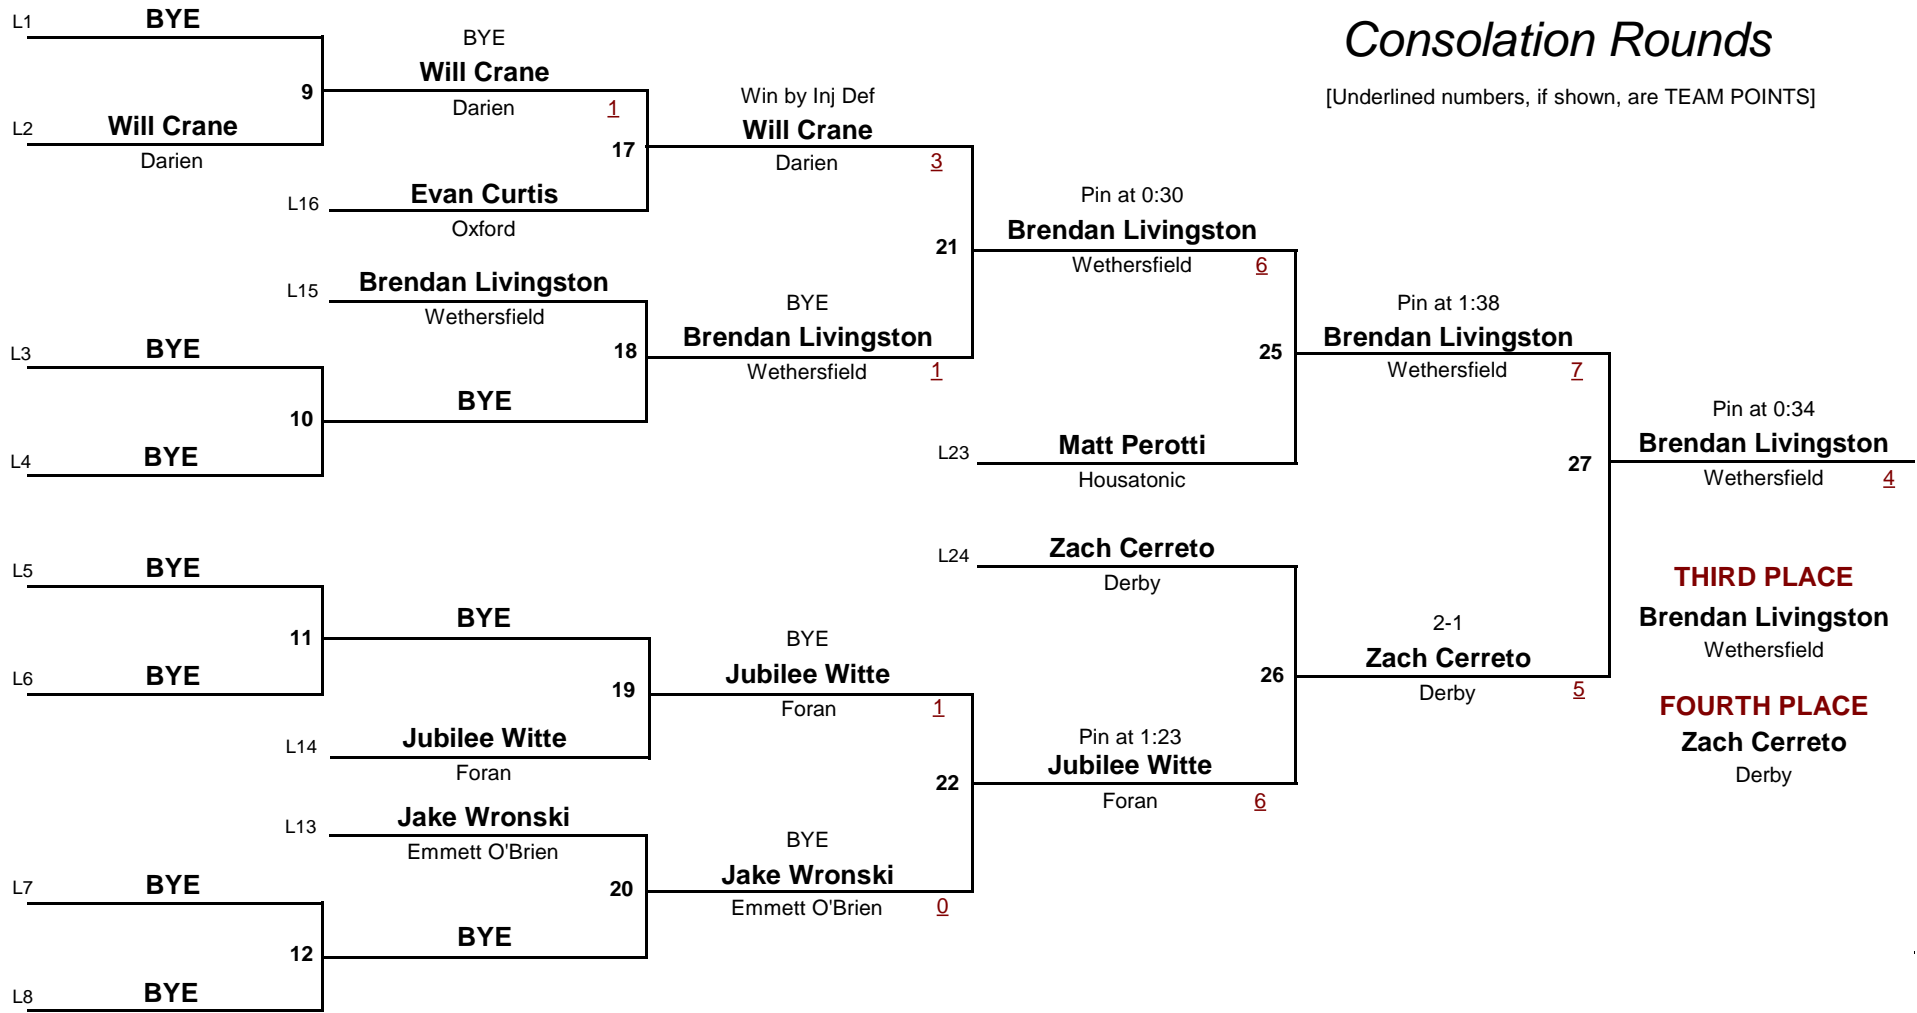 Consolation Rounds
[Underlined numbers, if shown, are TEAM POINTS]
L1
BYE
9
L2
Will Crane
Darien
BYE
Will Crane
Darien
1
17
L16
Evan Curtis
Oxford
Win by Inj Def
Will Crane
Darien
3
21
L15
Brendan Livingston
Wethersfield
18
L3
BYE
10
L4
BYE
BYE
BYE
Brendan Livingston
Wethersfield
1
Pin at 0:30
Brendan Livingston
Wethersfield
6
25
L23
Matt Perotti
Housatonic
Pin at 1:38
Brendan Livingston
Wethersfield
7
27
Pin at 0:34
Brendan Livingston
Wethersfield
4
L5
BYE
11
L6
BYE
BYE
19
L14
Jubilee Witte
Foran
BYE
Jubilee Witte
Foran
1
22
L13
Jake Wronski
Emmett O'Brien
20
L7
BYE
12
L8
BYE
BYE
BYE
Jake Wronski
Emmett O'Brien
0
L24
Zach Cerreto
Derby
26
Pin at 1:23
Jubilee Witte
Foran
6
2-1
Zach Cerreto
Derby
5
THIRD PLACE
Brendan Livingston
Wethersfield
FOURTH PLACE
Zach Cerreto
Derby